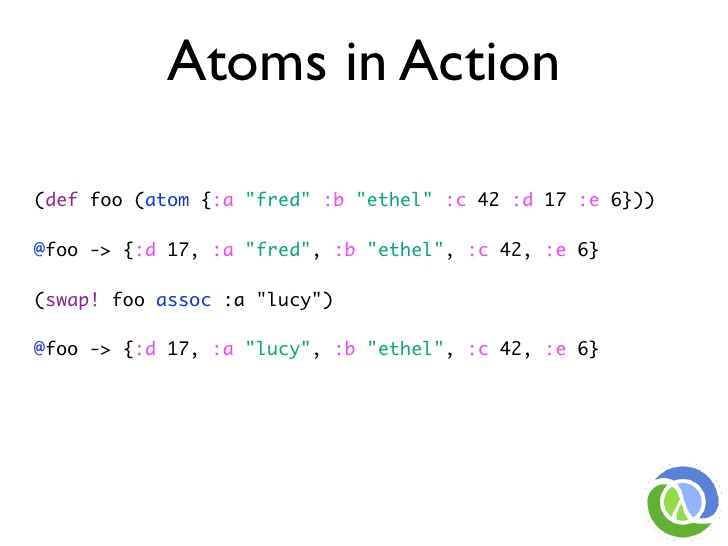 Atoms in Action
(def foo (atom {:a "fred" :b "ethel" :c 42 :d 17 :e 6}))
@foo -> {:d 17, :a "fred", :b "ethel", :c 42, :e 6}
(swap! foo assoc :a "lucy")
@foo -> {:d 17, :a "lucy", :b "ethel", :c 42, :e 6}